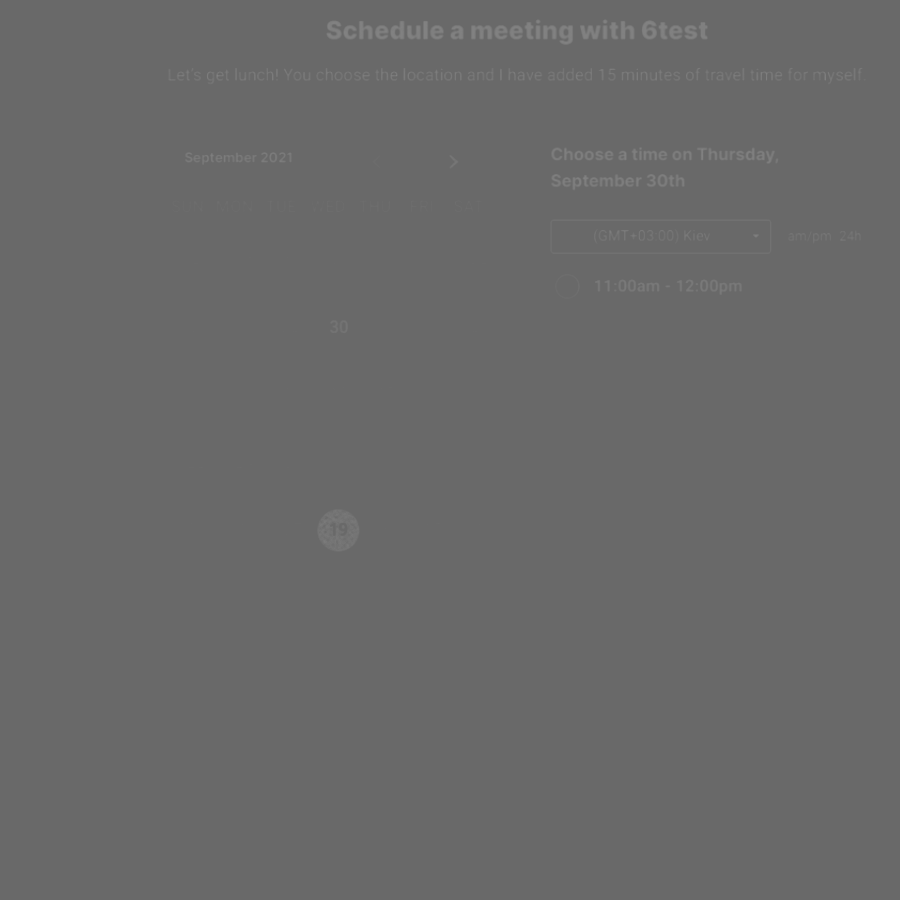 Schedule a meeting with 6test
Let's get lunch! You choose the location and I have added 15 minutes of travel time for myself
September 2021
Choose a time on Thursday,
September 30th
(GMT+03:00) Kiev
am/pm 24h
11:00am - 12:00pm
30
19